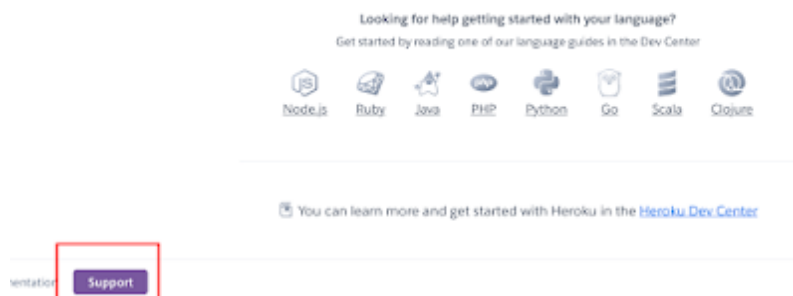 Looking for help getting started with your language?
Get started by reading one of our language guides in the Dev Center
Node.js Ruby Java PHP Python Go Scala Clojure
You can learn more and get started with Heroku in the Heroku Dev Center
mentation Support